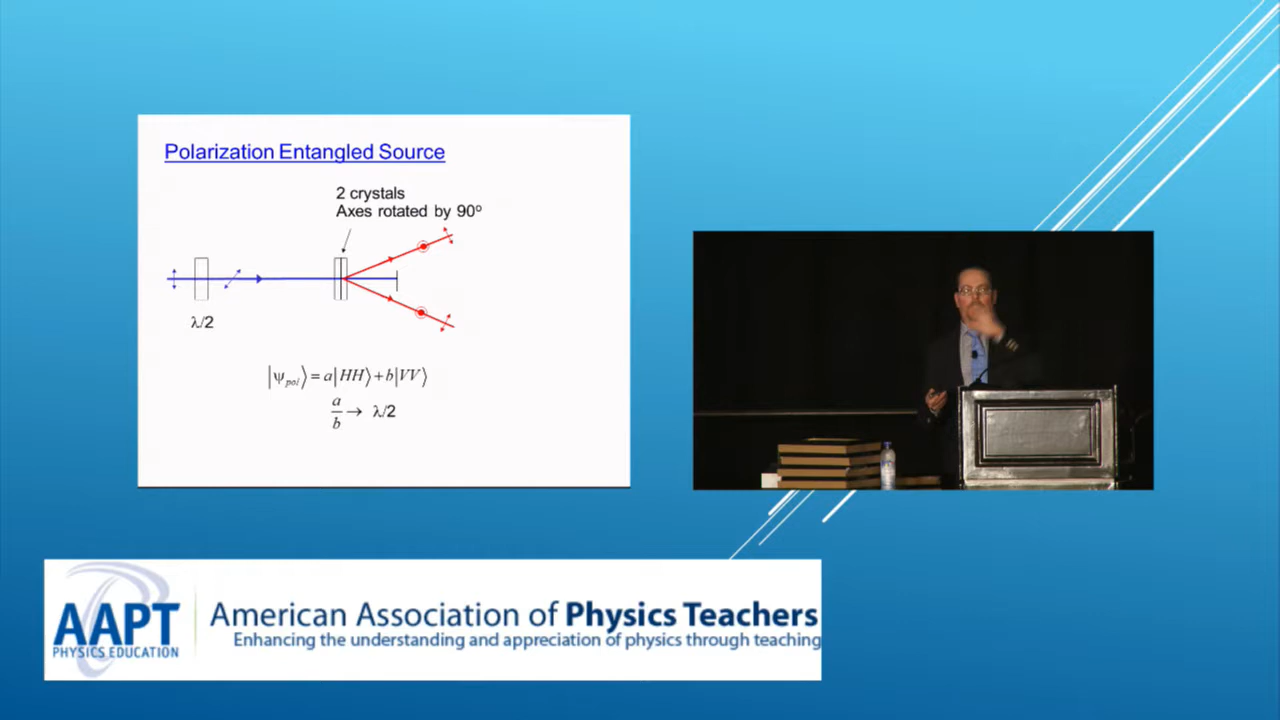 Polarization Entangled Source
2 crystals
Axes rotated by 90º
λ/2
|ψpol⟩ = a|HH⟩ + b|VV⟩
a/b → λ/2
AAPT
PHYSICS EDUCATION
American Association of Physics Teachers
Enhancing the understanding and appreciation of physics through teaching